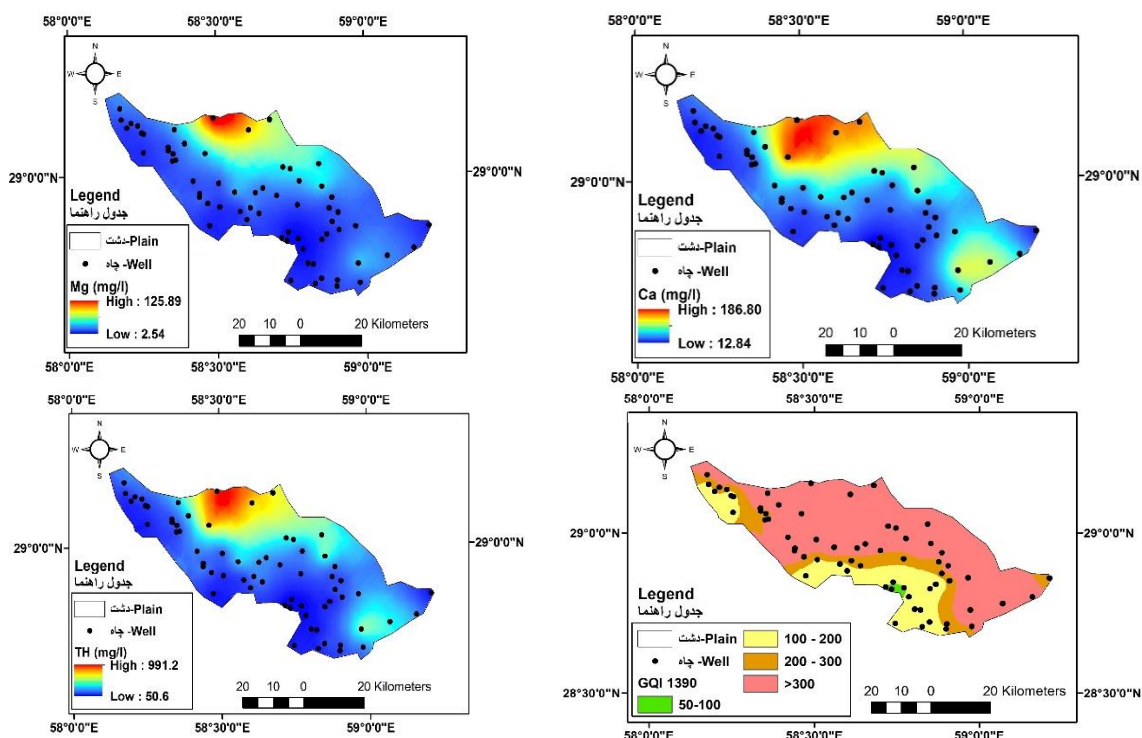 58°0'0"E 58°30'0"E 59°0'0"E
N
W E
S
29°0'0"N 29°0'0"N
Legend
جدول راهنما
دشت-Plain
چاه -Well
Mg (mg/l)
High : 125.89
Low : 2.54
20 10 0 20 Kilometers
58°0'0"E 58°30'0"E 59°0'0"E
58°0'0"E 58°30'0"E 59°0'0"E
N
W E
S
29°0'0"N 29°0'0"N
Legend
جدول راهنما
دشت-Plain
چاه -Well
Ca (mg/l)
High : 186.80
Low : 12.84
20 10 0 20 Kilometers
58°0'0"E 58°30'0"E 59°0'0"E
58°0'0"E 58°30'0"E 59°0'0"E
N
W E
S
29°0'0"N 29°0'0"N
Legend
جدول راهنما
دشت-Plain
چاه -Well
TH (mg/l)
High : 991.2
Low : 50.6
20 10 0 20 Kilometers
58°0'0"E 58°30'0"E 59°0'0"E
58°0'0"E 58°30'0"E 59°0'0"E
N
W E
S
29°0'0"N 29°0'0"N
Legend
جدول راهنما
دشت-Plain
چاه -Well
GQI 1390
50-100
100 - 200
200 - 300
>300
20 10 0 20 Kilometers
28°30'0"N 28°30'0"N
58°0'0"E 58°30'0"E 59°0'0"E